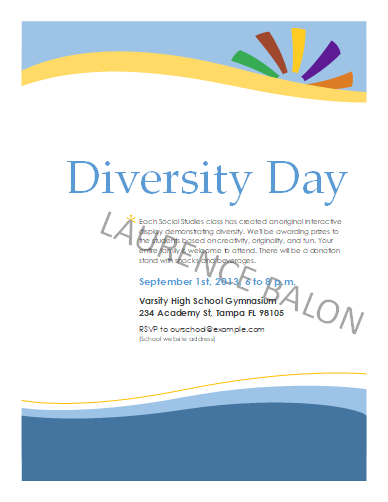 Diversity Day
Each Social Studies class has created an original interactive
display demonstrating diversity. We'll be awarding prizes to
the students based on creativity, originality, and fun. Your
entire family is welcome to attend. There will be a donation
stand with snacks and beverages.
September 1st, 2013, 6 to 8 p.m.
Varsity High School Gymnasium
234 Academy St, Tampa FL 98105
RSVP to ourschool@example.com
[School website address]
LAURENCE BALON